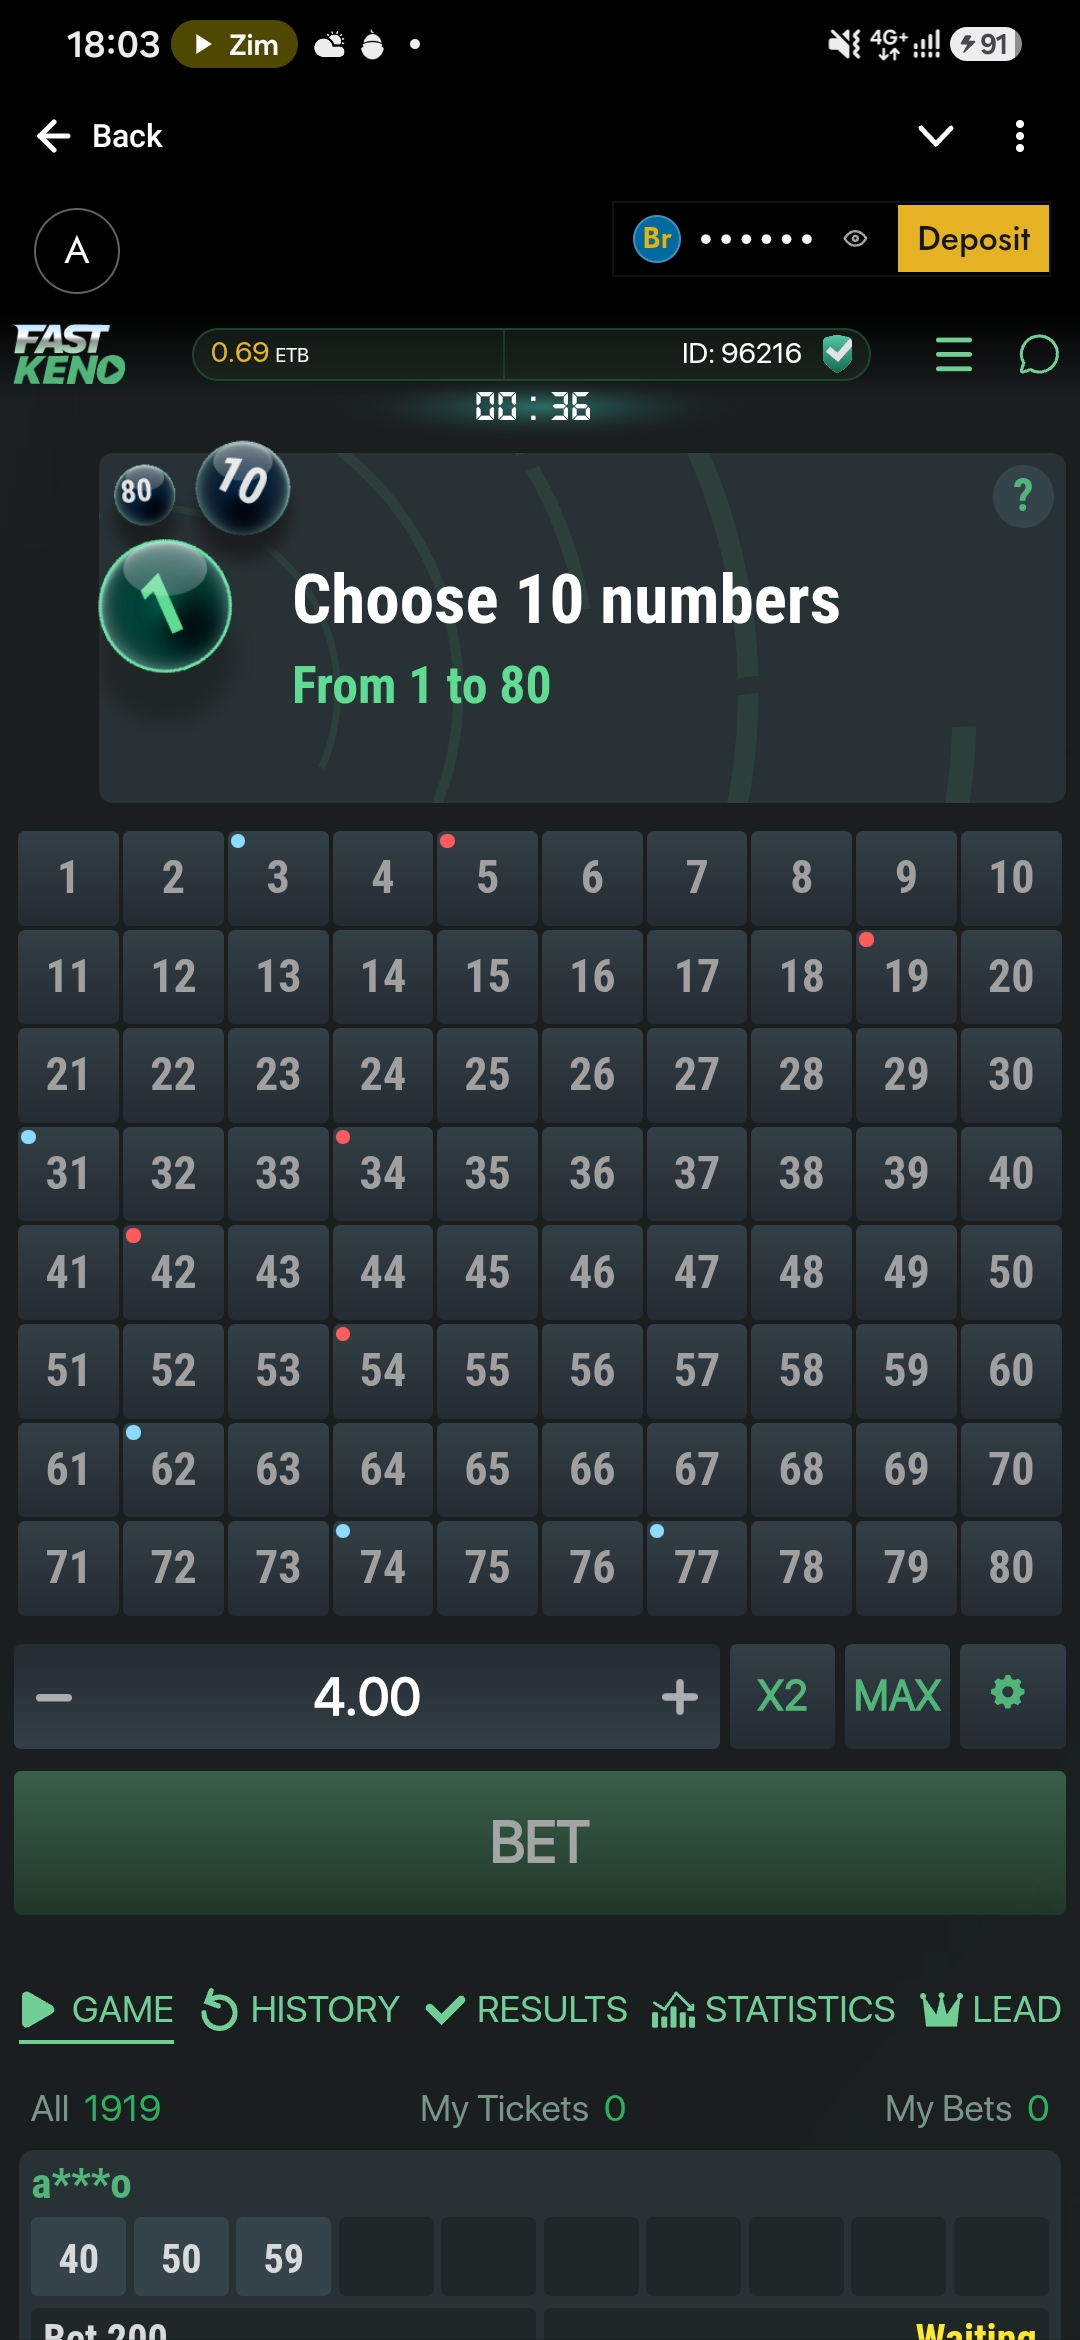 18:03 Zim 4G+ 91
Back
A Br •••••• Deposit
FAST
KENO
0.69 ETB ID: 96216
00 : 36
80 10 ?
1
Choose 10 numbers
From 1 to 80
1 2 3 4 5 6 7 8 9 10
11 12 13 14 15 16 17 18 19 20
21 22 23 24 25 26 27 28 29 30
31 32 33 34 35 36 37 38 39 40
41 42 43 44 45 46 47 48 49 50
51 52 53 54 55 56 57 58 59 60
61 62 63 64 65 66 67 68 69 70
71 72 73 74 75 76 77 78 79 80
− 4.00 + X2 MAX
BET
GAME HISTORY RESULTS STATISTICS LEAD
All 1919 My Tickets 0 My Bets 0
a***o
40 50 59
Bet 200 Waiting